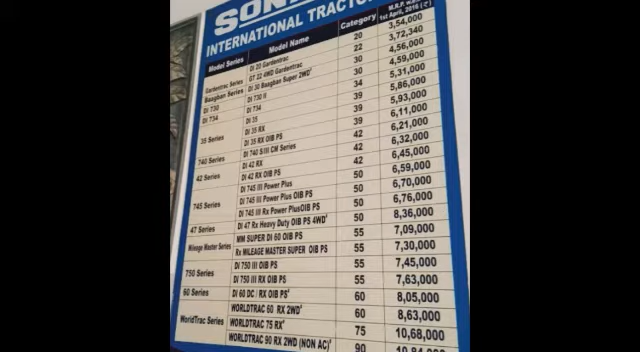 SON
INTERNATIONAL TRACTO
Model Series Model Name Category M.R.P.
1st April, 2016 (₹)
Gardentrac Series DI 20 Gardentrac 20 3,54,000
GT 22 4WD Gardentrac 22 3,72,340
Baagban Series DI 30 Baagban Super 2WD 30 4,56,000
DI 730 DI 730 II 30 4,59,000
DI 734 DI 734 34 5,31,000
35 Series DI 35 39 5,86,000
DI 35 RX 39 5,93,000
DI 35 RX OIB PS 39 6,11,000
740 Series DI 740 S III CM Series 42 6,21,000
42 Series DI 42 RX 42 6,32,000
DI 42 RX OIB PS 42 6,45,000
745 Series DI 745 III Power Plus 50 6,59,000
DI 745 III Power Plus OIB PS 50 6,70,000
DI 745 III Rx Power PlusOIB PS 50 6,76,000
47 Series DI 47 Rx Heavy Duty OIB PS 4WD 50 8,36,000
Mileage Master Series MM SUPER DI 60 OIB PS 55 7,09,000
Rx MILEAGE MASTER SUPER OIB PS 55 7,30,000
750 Series DI 750 III OIB PS 55 7,45,000
DI 750 III RX OIB PS 55 7,63,000
60 Series DI 60 DC / RX OIB PS 60 8,05,000
WorldTrac Series WORLDTRAC 60 RX 2WD 60 8,63,000
WORLDTRAC 75 RX 75 10,68,000
WORLDTRAC 90 RX 2WD (NON AC) 90